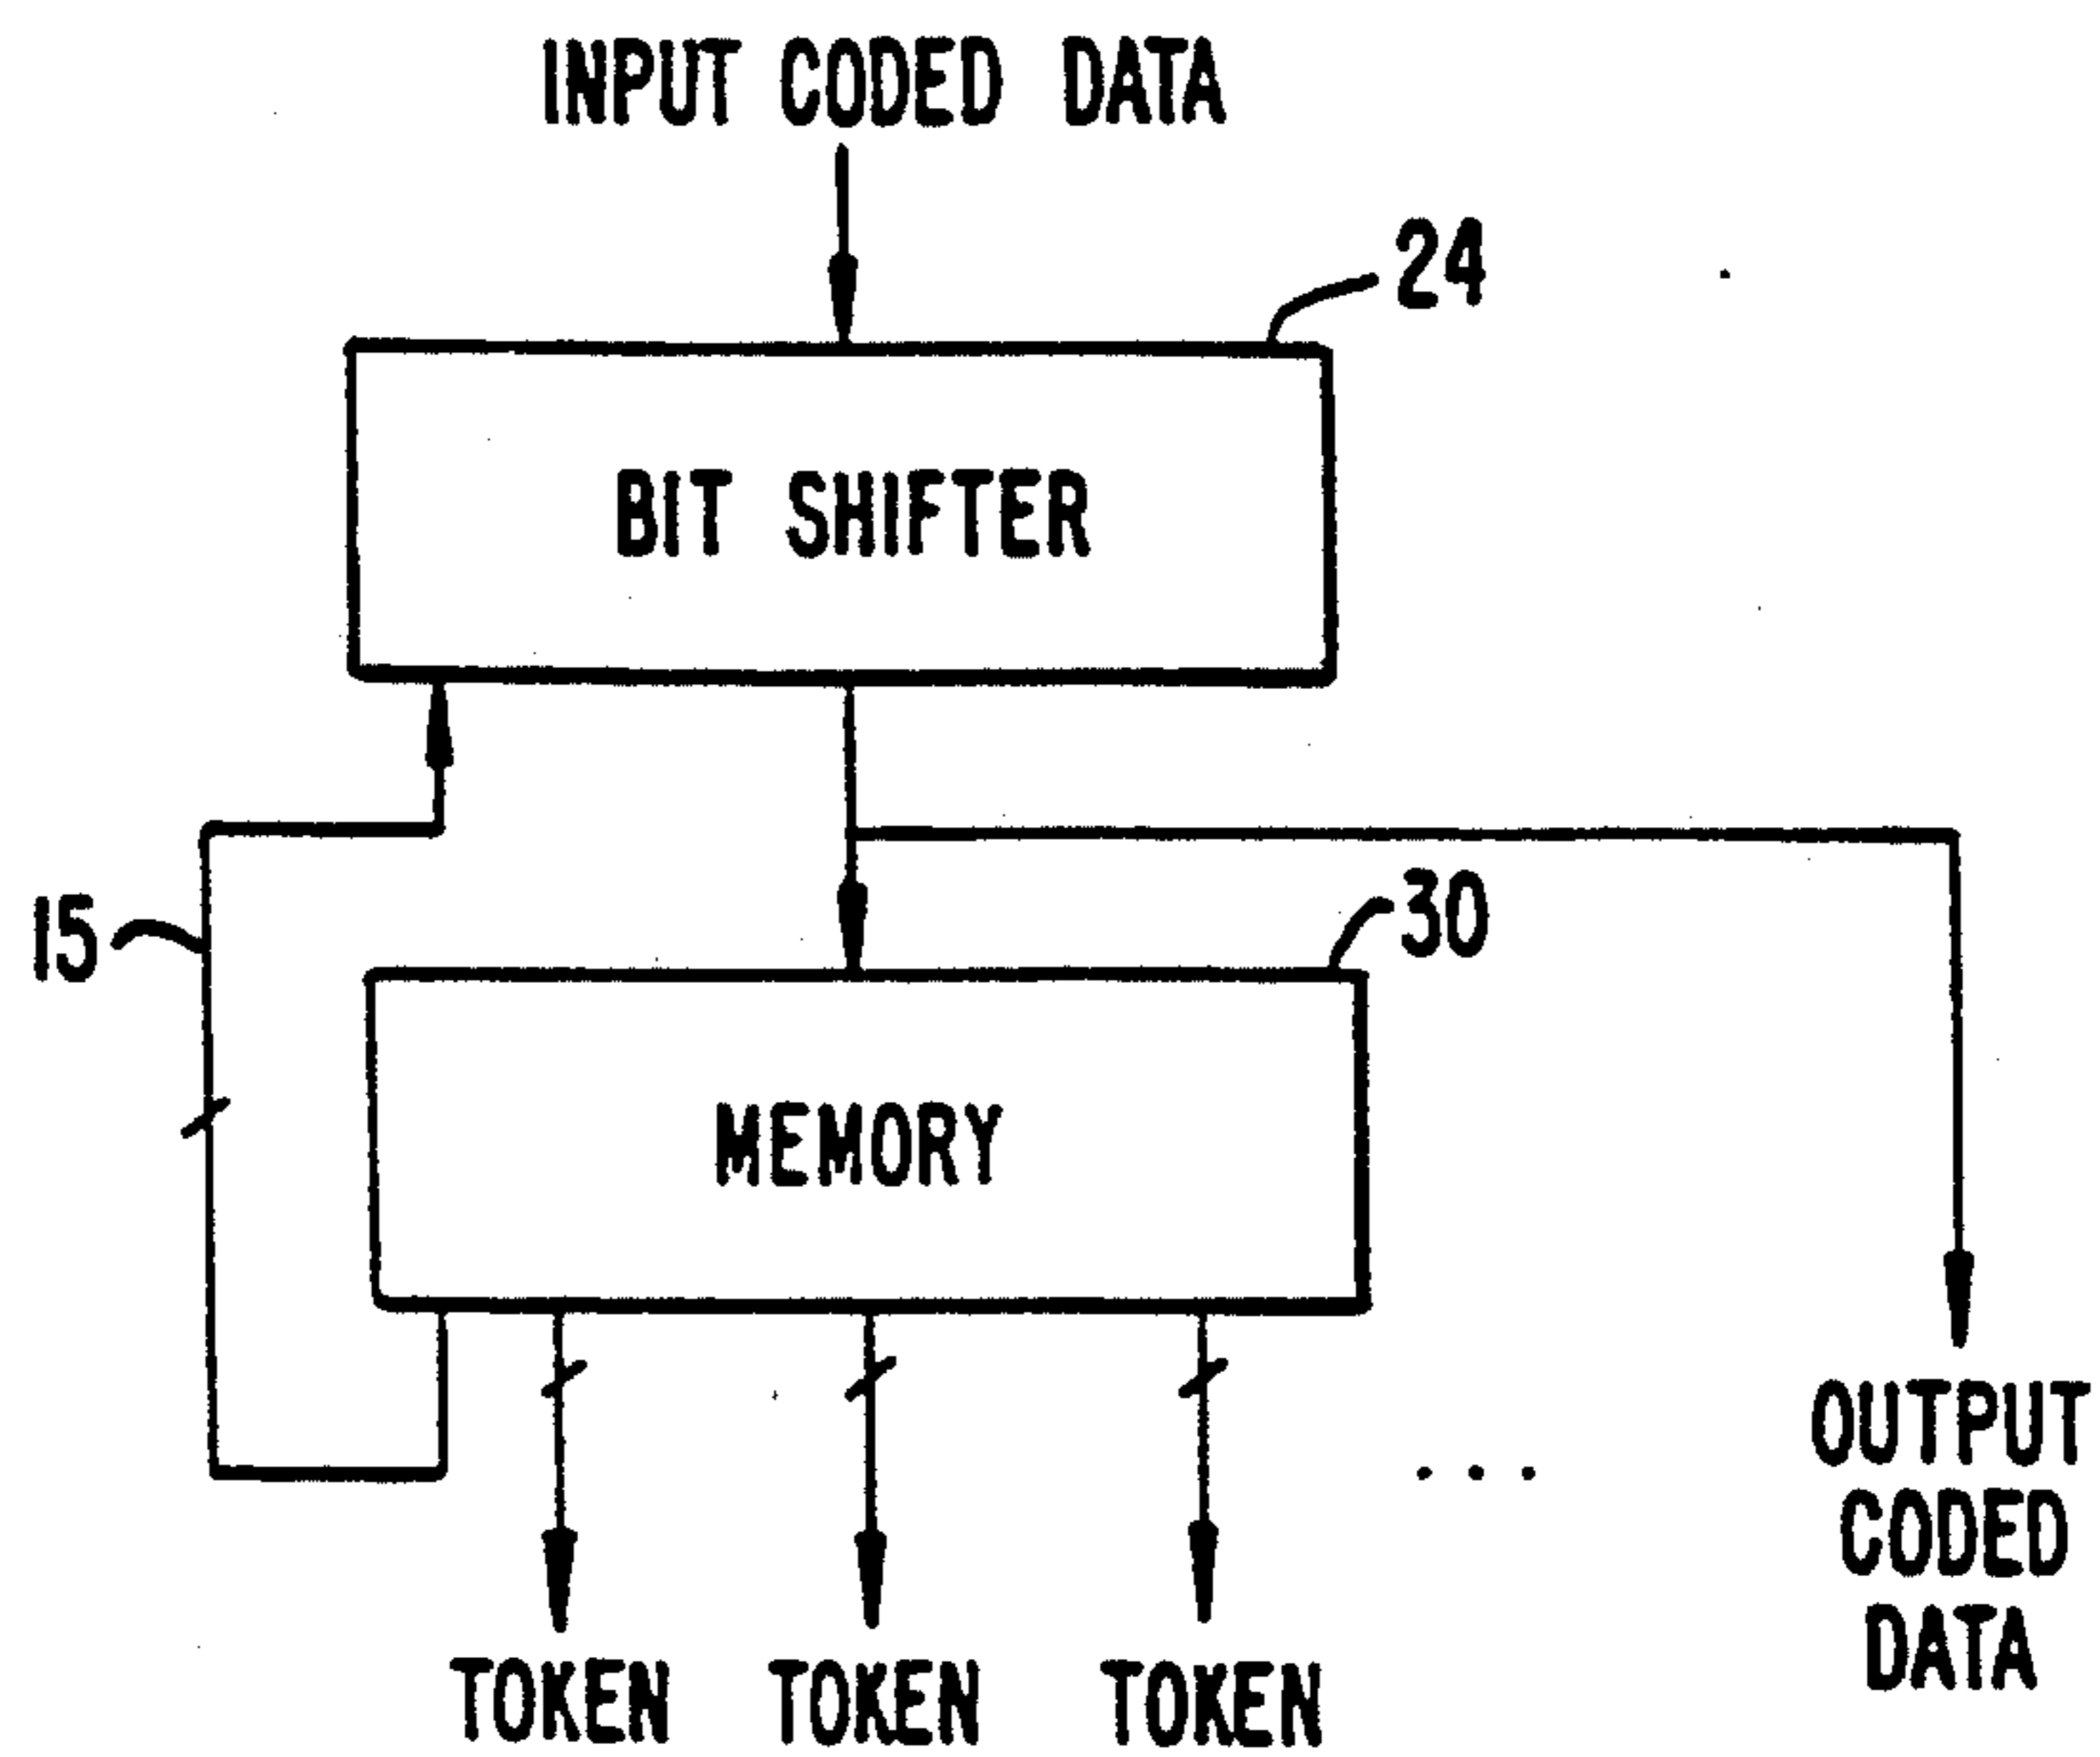 INPUT CODED DATA
24
BIT SHIFTER
15
30
MEMORY
. . .
OUTPUT
CODED
DATA
TOKEN TOKEN TOKEN